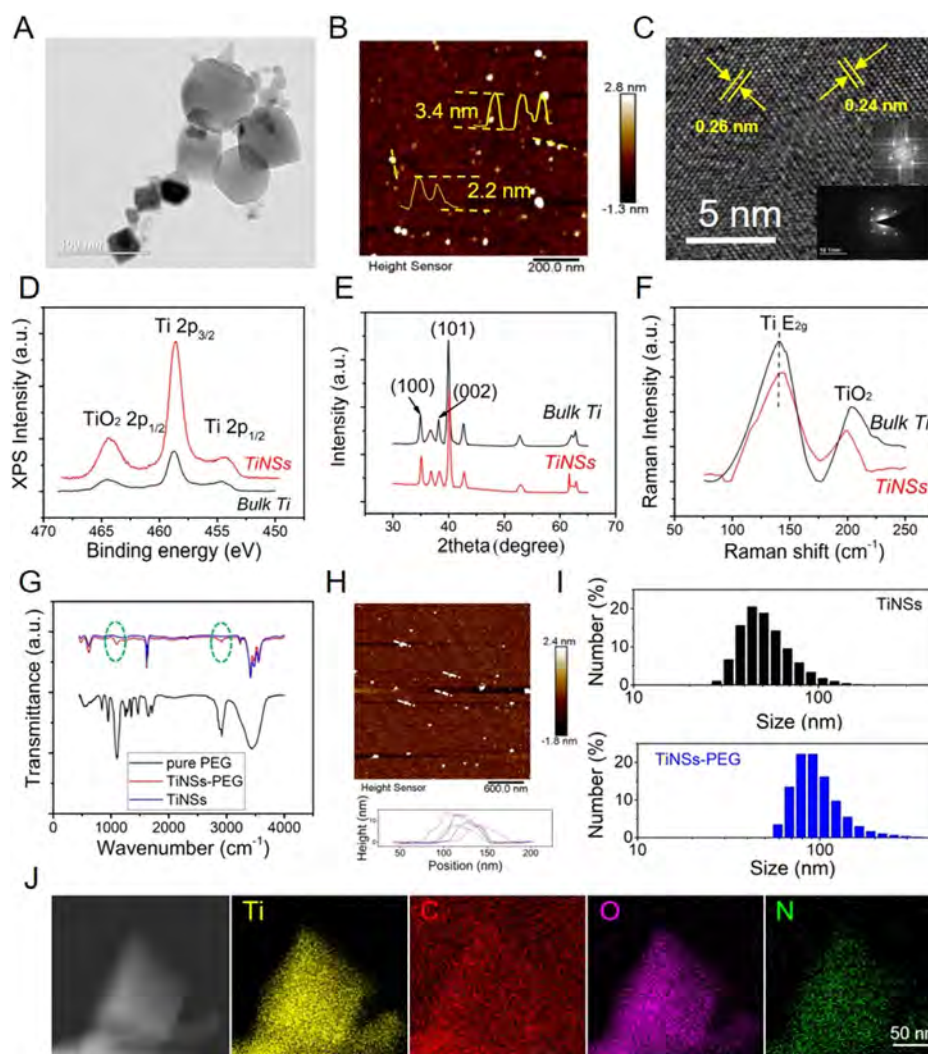 A
100 nm
B
3.4 nm
2.2 nm
Height Sensor
200.0 nm
2.8 nm
-1.3 nm
C
0.26 nm
0.24 nm
5 nm
D
XPS Intensity (a.u.)
Ti 2p3/2
TiO2 2p1/2
Ti 2p1/2
TiNSs
Bulk Ti
470 465 460 455 450
Binding energy (eV)
E
Intensity (a.u.)
(101)
(100)
(002)
Bulk Ti
TiNSs
30 40 50 60 70
2theta (degree)
F
Raman Intensity (a.u.)
Ti E2g
TiO2
Bulk Ti
TiNSs
50 100 150 200 250
Raman shift (cm-1)
G
Transmittance (a.u.)
pure PEG
TiNSs-PEG
TiNSs
0 1000 2000 3000 4000
Wavenumber (cm-1)
H
2.4 nm
-1.8 nm
Height Sensor
600.0 nm
Height (nm)
10
0
50 100 150 200
Position (nm)
I
Number (%)
TiNSs
20
10
0
10 100
Size (nm)
Number (%)
TiNSs-PEG
20
10
0
10 100
Size (nm)
J
Ti
C
O
N
50 nm